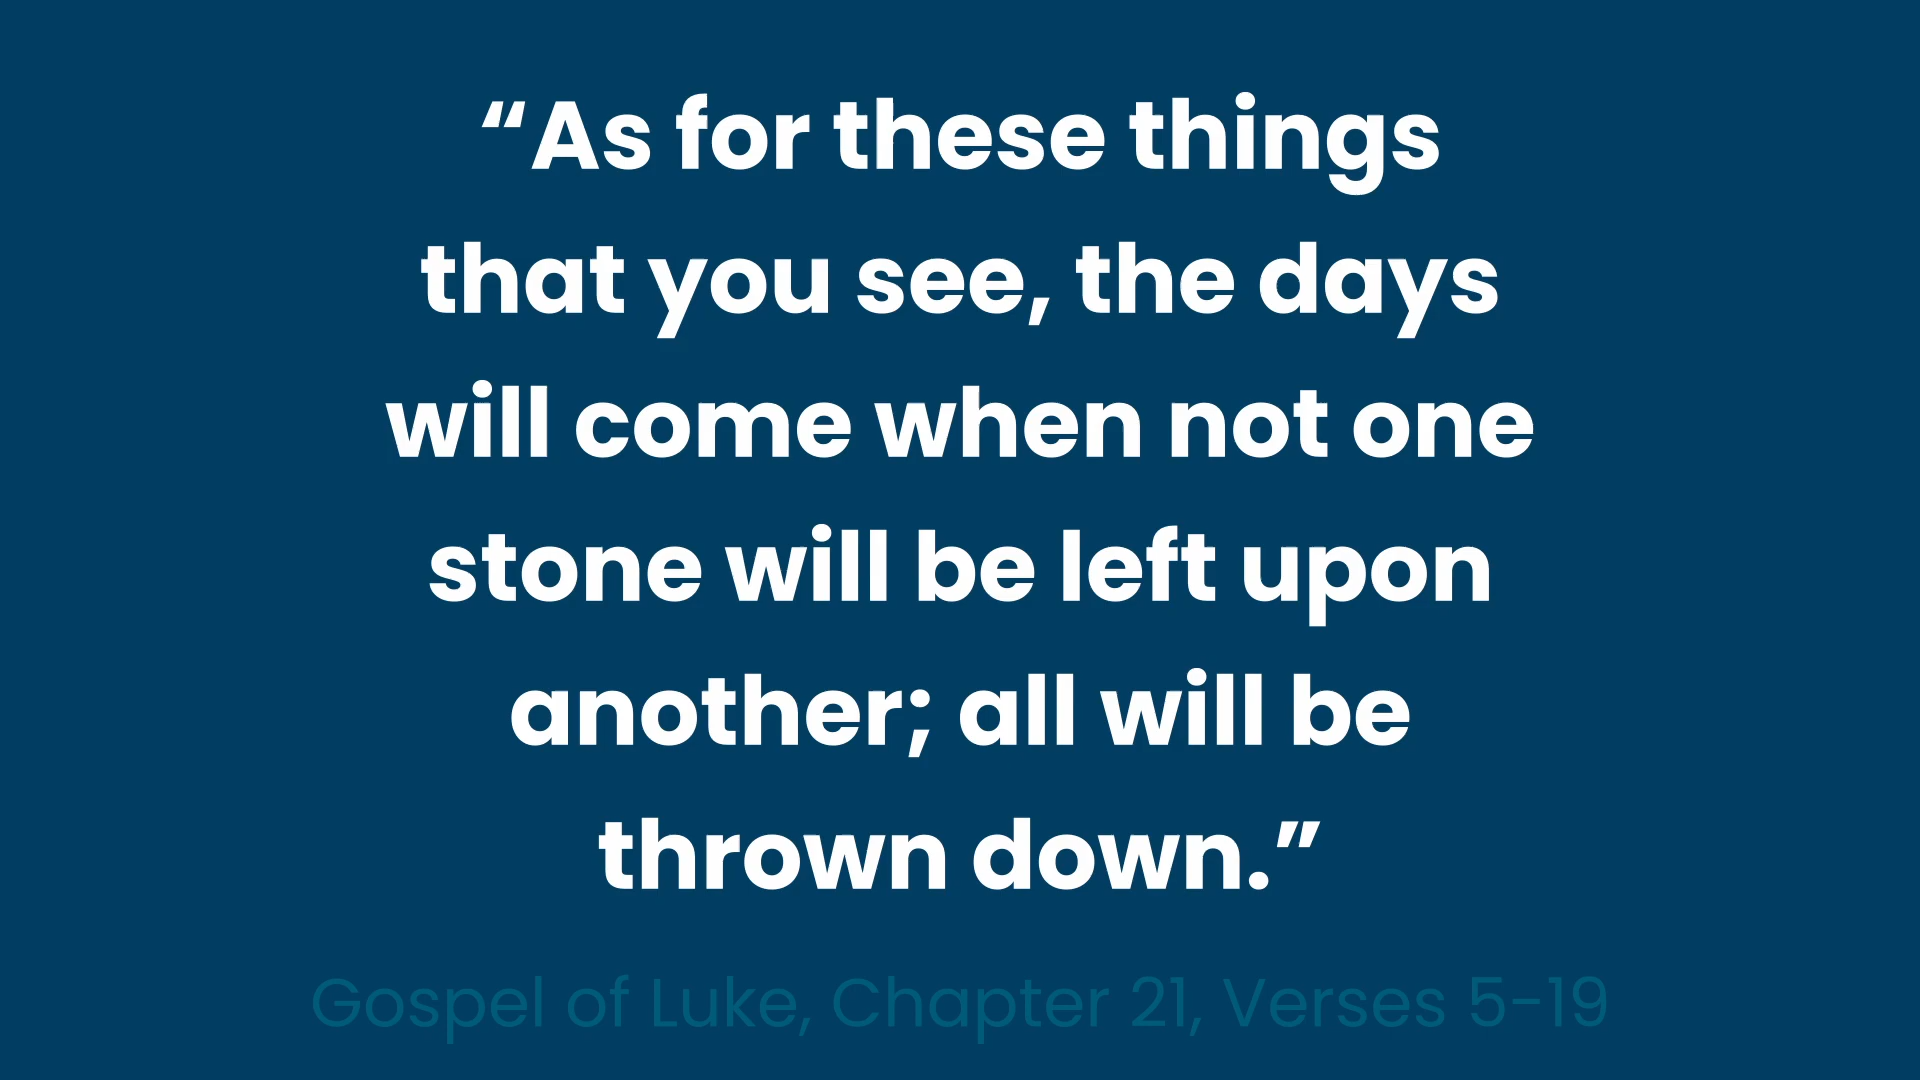 “As for these things
that you see, the days
will come when not one
stone will be left upon
another; all will be
thrown down.”
Gospel of Luke, Chapter 21, Verses 5-19